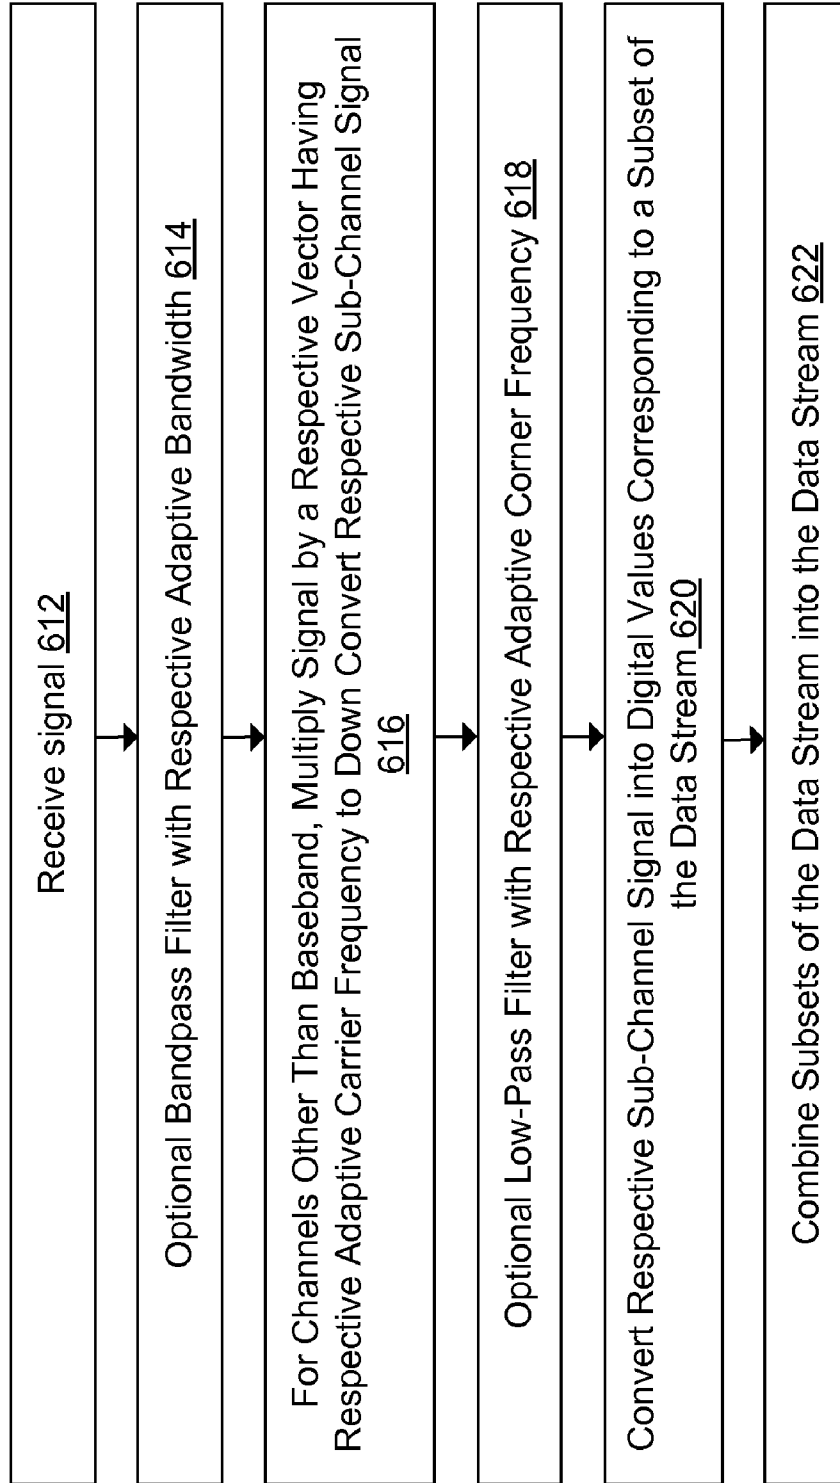 Receive signal 612
Optional Bandpass Filter with Respective Adaptive Bandwidth 614
For Channels Other Than Baseband, Multiply Signal by a Respective Vector Having
Respective Adaptive Carrier Frequency to Down Convert Respective Sub-Channel Signal
616
Optional Low-Pass Filter with Respective Adaptive Corner Frequency 618
Convert Respective Sub-Channel Signal into Digital Values Corresponding to a Subset of
the Data Stream 620
Combine Subsets of the Data Stream into the Data Stream 622